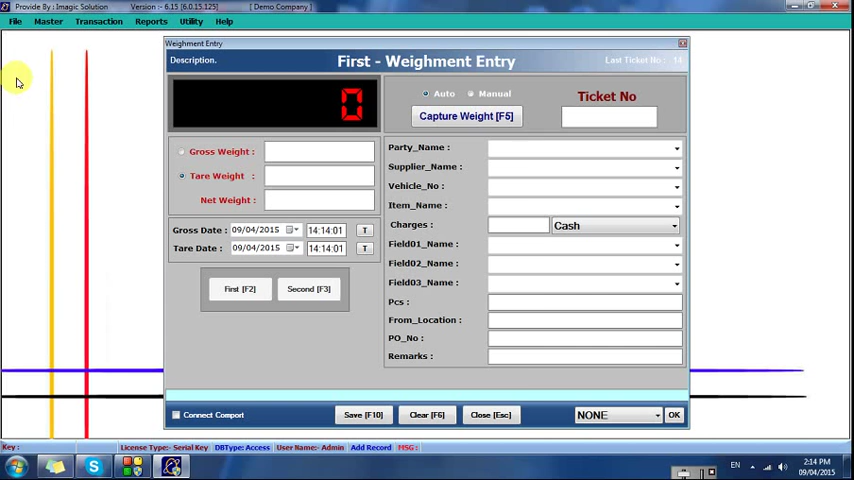 Provide By : Imagic Solution Version :- 6.15 [6.0.15.125] [ Demo Company ]
File Master Transaction Reports Utility Help
Weighment Entry
Description. First - Weighment Entry Last Ticket No : 14
0
Auto Manual
Capture Weight [F5]
Ticket No
Gross Weight :
Tare Weight :
Net Weight :
Gross Date : 09/04/2015 14:14:01 T
Tare Date : 09/04/2015 14:14:01 T
First [F2] Second [F3]
Party_Name :
Supplier_Name :
Vehicle_No :
Item_Name :
Charges : Cash
Field01_Name :
Field02_Name :
Field03_Name :
Pcs :
From_Location :
PO_No :
Remarks :
Connect Comport Save [F10] Clear [F6] Close [Esc] NONE OK
Key : License Type:- Serial Key DBType: Access User Name:- Admin Add Record MSG :
EN 2:14 PM
09/04/2015